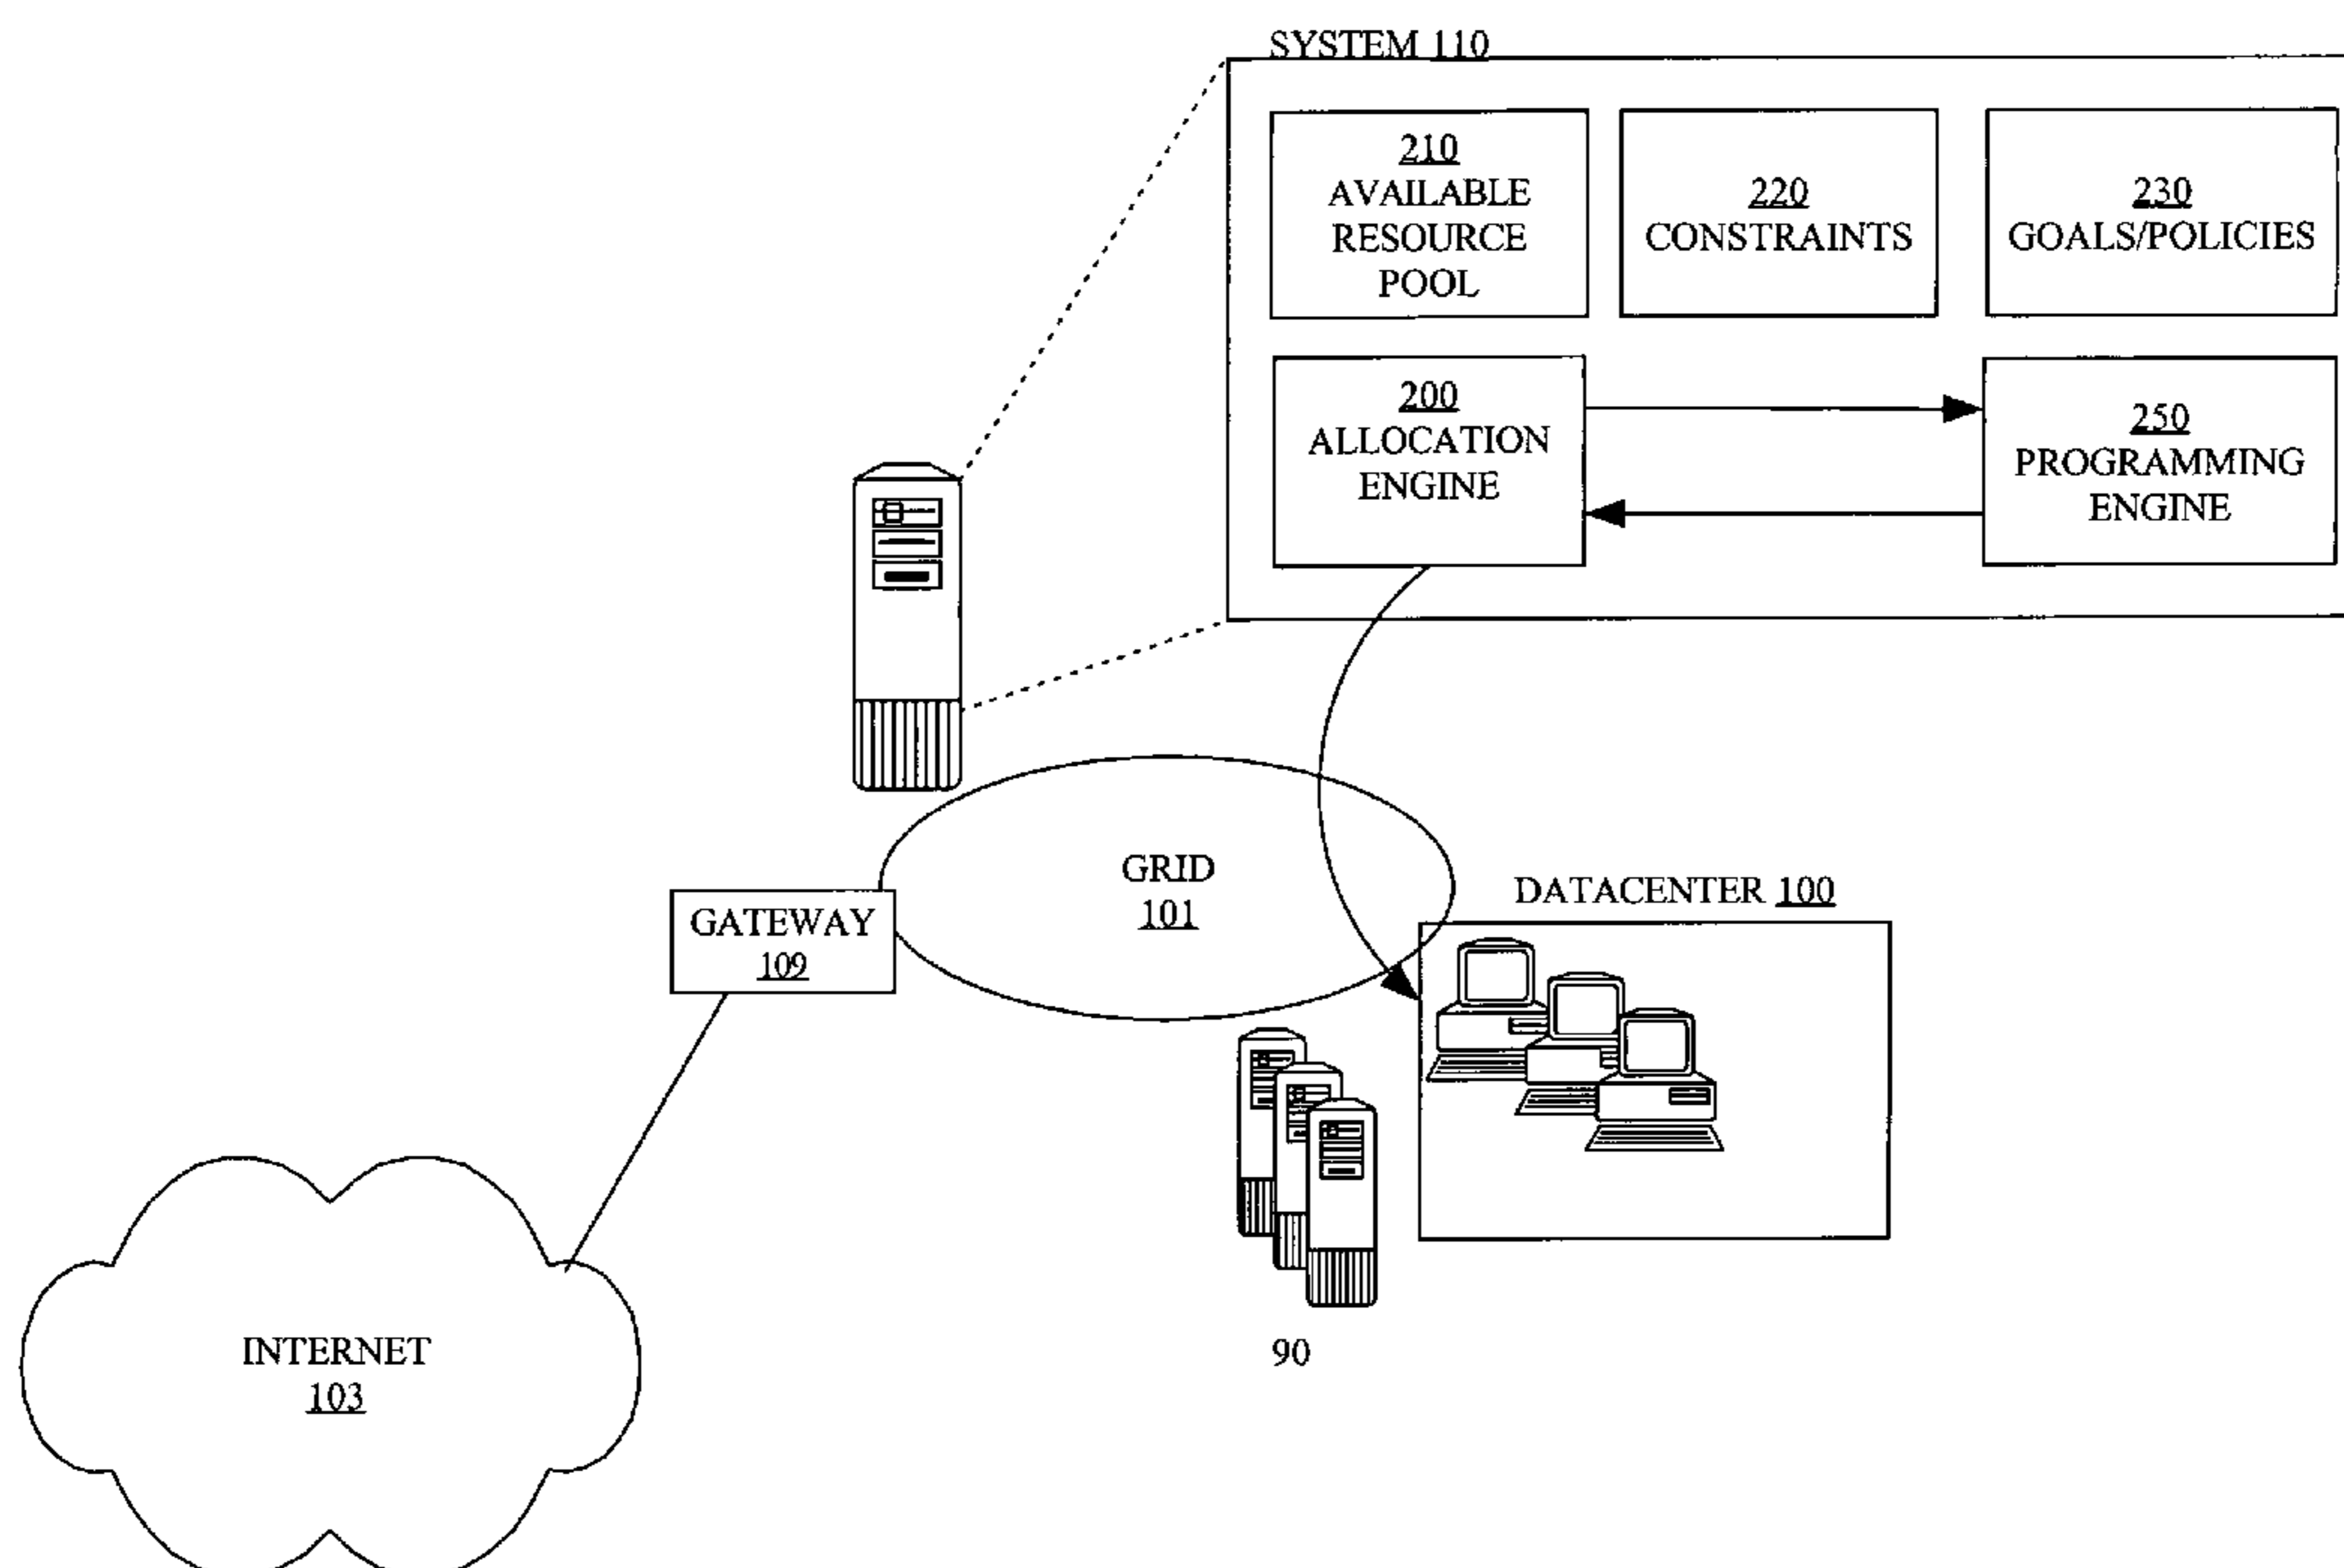 SYSTEM 110
210
AVAILABLE
RESOURCE
POOL
220
CONSTRAINTS
230
GOALS/POLICIES
200
ALLOCATION
ENGINE
250
PROGRAMMING
ENGINE
GRID
101
GATEWAY
109
DATACENTER 100
90
INTERNET
103